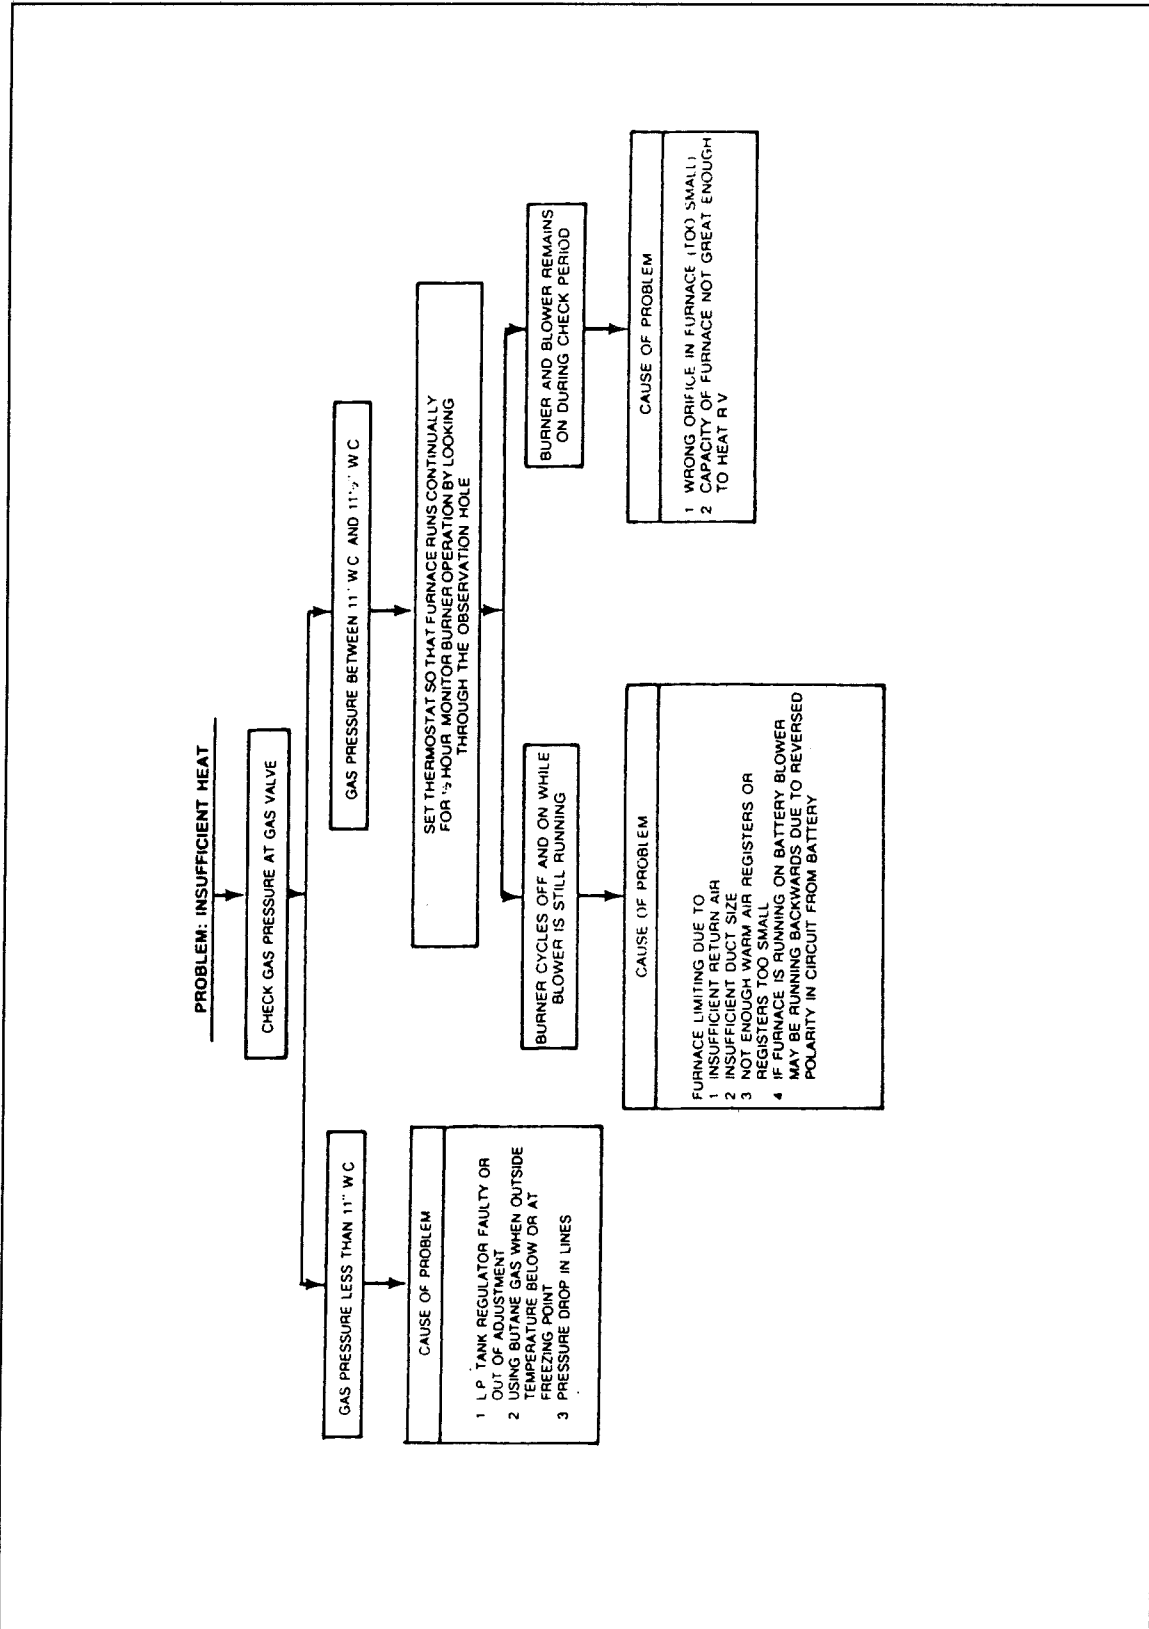 PROBLEM: INSUFFICIENT HEAT
CHECK GAS PRESSURE AT GAS VALVE
GAS PRESSURE LESS THAN 11" W C
CAUSE OF PROBLEM
1 L P TANK REGULATOR FAULTY OR
OUT OF ADJUSTMENT
2 USING BUTANE GAS WHEN OUTSIDE
TEMPERATURE BELOW OR AT
FREEZING POINT
3 PRESSURE DROP IN LINES
GAS PRESSURE BETWEEN 11" W C AND 11½" W C
SET THERMOSTAT SO THAT FURNACE RUNS CONTINUALLY
FOR ½ HOUR MONITOR BURNER OPERATION BY LOOKING
THROUGH THE OBSERVATION HOLE
BURNER CYCLES OFF AND ON WHILE
BLOWER IS STILL RUNNING
CAUSE OF PROBLEM
FURNACE LIMITING DUE TO
1 INSUFFICIENT RETURN AIR
2 INSUFFICIENT DUCT SIZE
3 NOT ENOUGH WARM AIR REGISTERS OR
REGISTERS TOO SMALL
4 IF FURNACE IS RUNNING ON BATTERY BLOWER
MAY BE RUNNING BACKWARDS DUE TO REVERSED
POLARITY IN CIRCUIT FROM BATTERY
BURNER AND BLOWER REMAINS
ON DURING CHECK PERIOD
CAUSE OF PROBLEM
1 WRONG ORIFICE IN FURNACE (TOO SMALL)
2 CAPACITY OF FURNACE NOT GREAT ENOUGH
TO HEAT R V